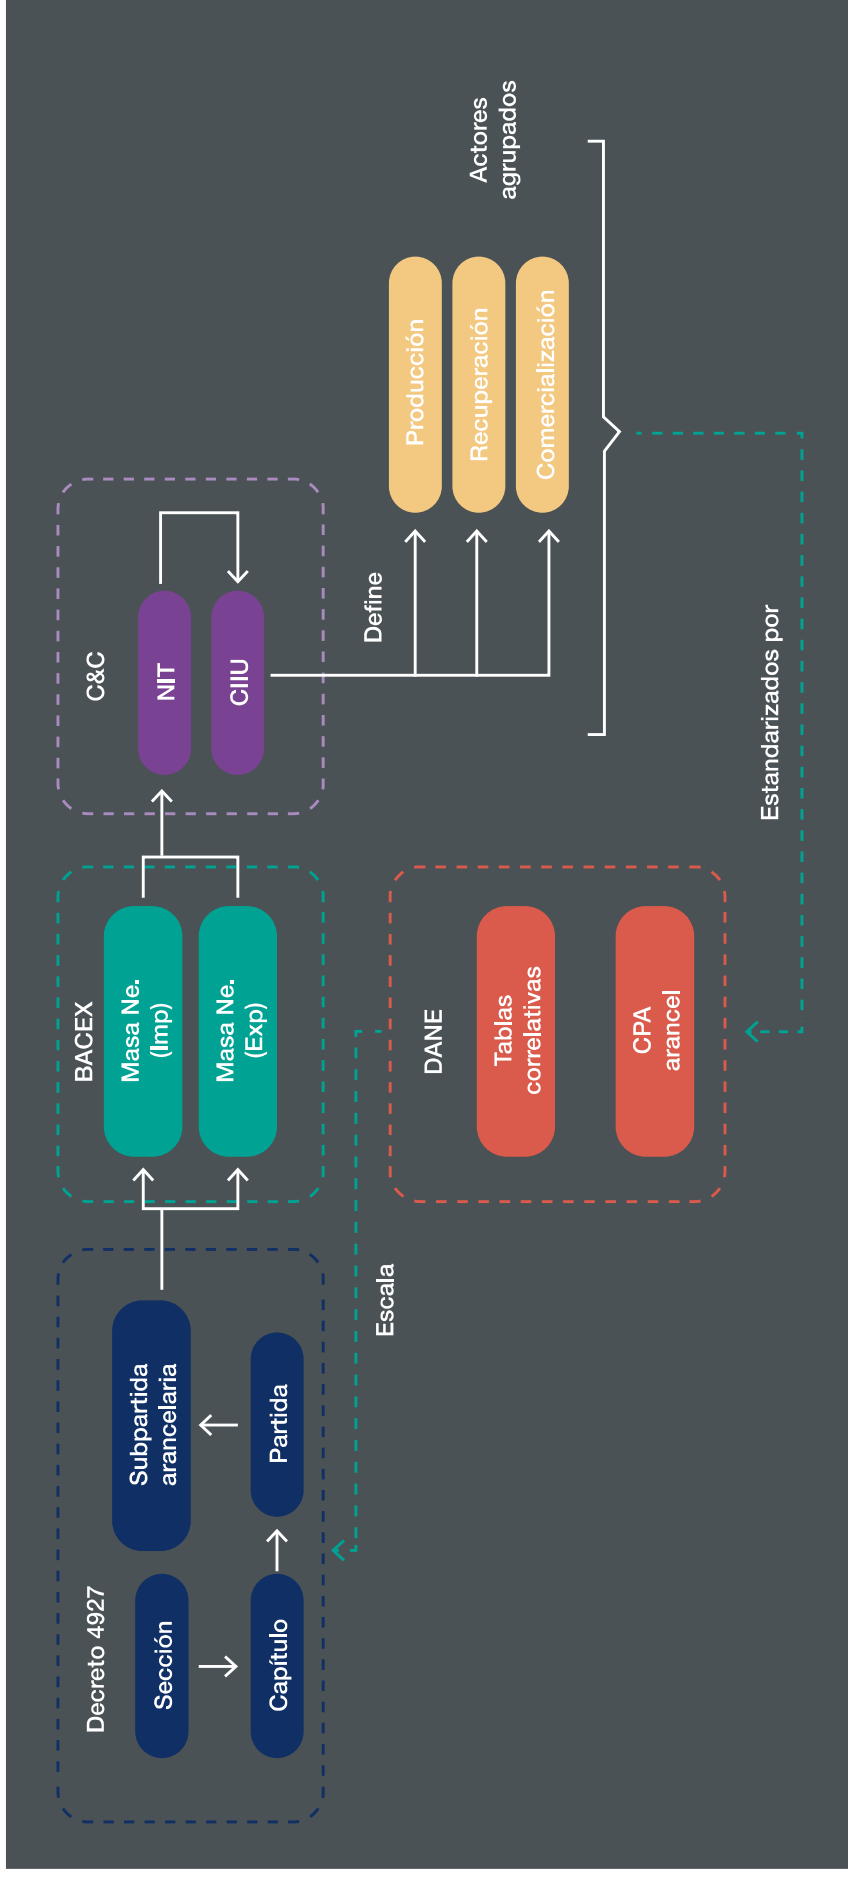 Decreto 4927
Sección
Capítulo
Partida
Subpartida
arancelaria
BACEX
Masa Ne.
(Imp)
Masa Ne.
(Exp)
C&C
NIT
CIIU
Define
Producción
Recuperación
Comercialización
Actores
agrupados
Escala
DANE
Tablas
correlativas
CPA
arancel
Estandarizados por